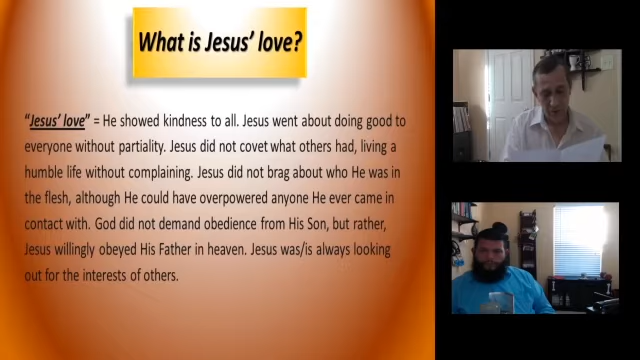 What is Jesus' love?
“Jesus' love” = He showed kindness to all. Jesus went about doing good to
everyone without partiality. Jesus did not covet what others had, living a
humble life without complaining. Jesus did not brag about who He was in
the flesh, although He could have overpowered anyone He ever came in
contact with. God did not demand obedience from His Son, but rather,
Jesus willingly obeyed His Father in heaven. Jesus was/is always looking
out for the interests of others.